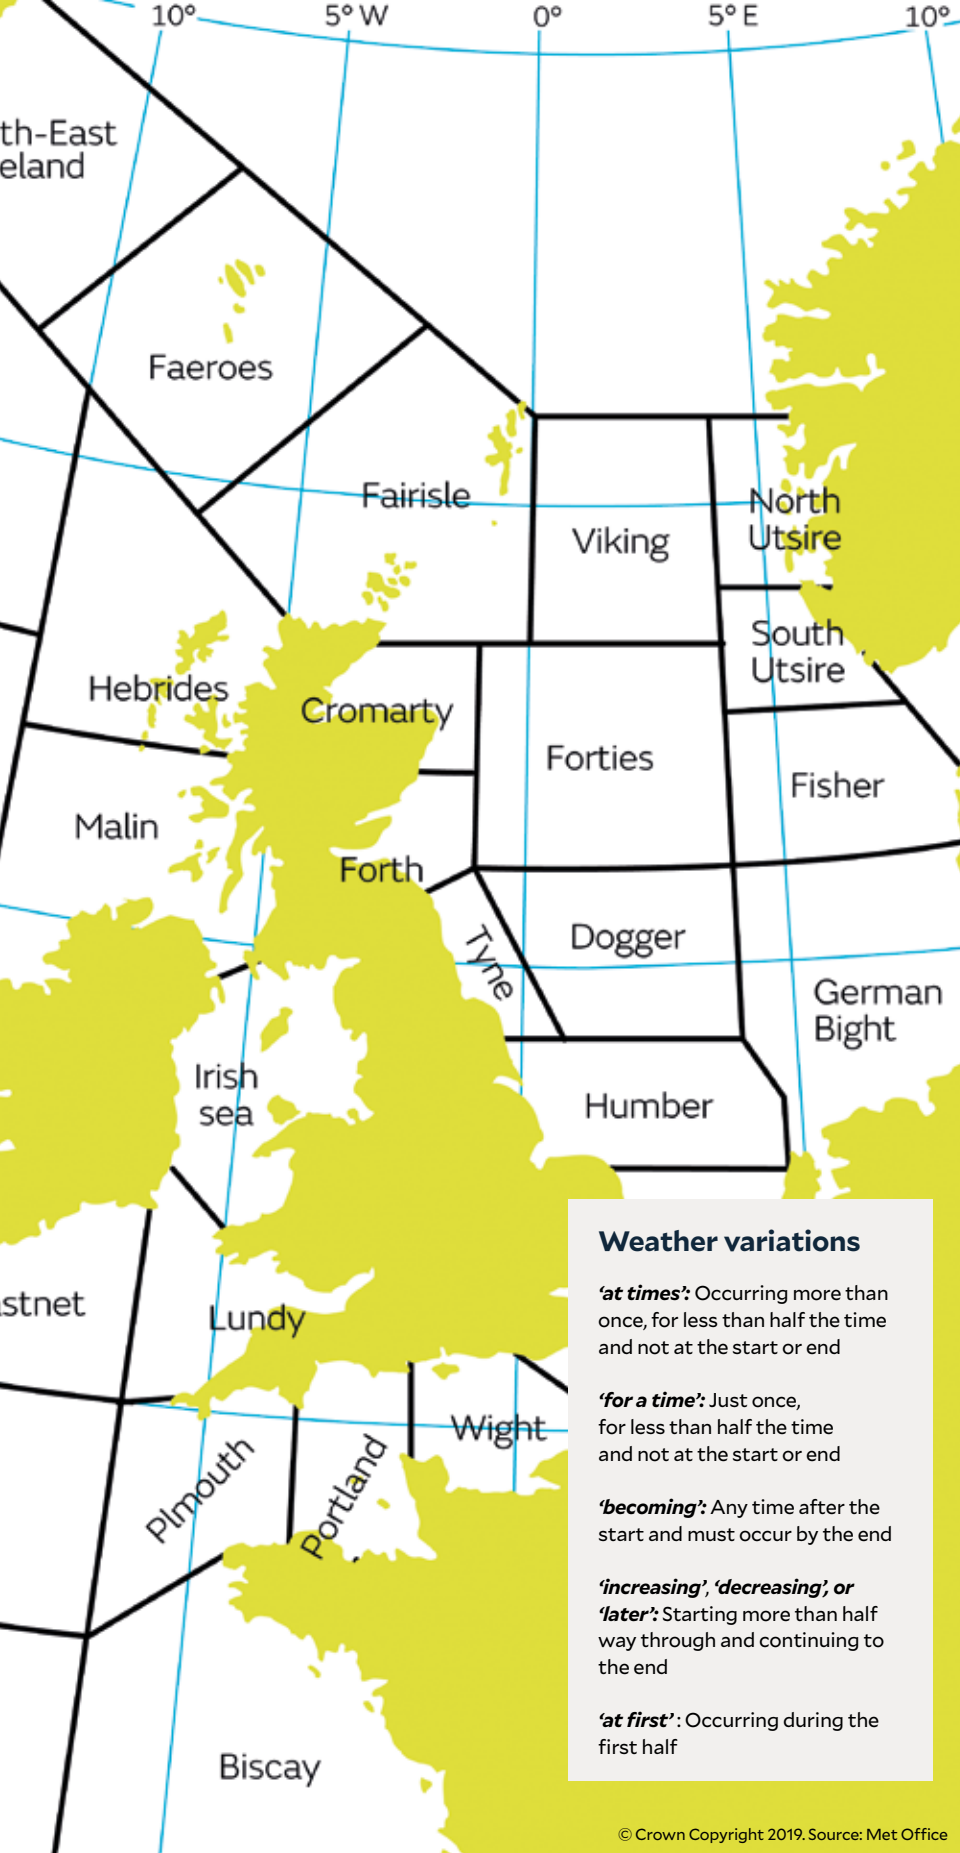 10°
5° W
0°
5° E
10°
th-East
eland
Faeroes
Fairisle
Viking
North
Utsire
South
Utsire
Hebrides
Cromarty
Forties
Fisher
Malin
Forth
Tyne
Dogger
German
Bight
Irish
sea
Humber
stnet
Lundy
Wight
Plmouth
Portland
Biscay
Weather variations
‘at times’: Occurring more than
once, for less than half the time
and not at the start or end
‘for a time’: Just once,
for less than half the time
and not at the start or end
‘becoming’: Any time after the
start and must occur by the end
‘increasing’, ‘decreasing’, or
‘later’: Starting more than half
way through and continuing to
the end
‘at first’ : Occurring during the
first half
© Crown Copyright 2019. Source: Met Office